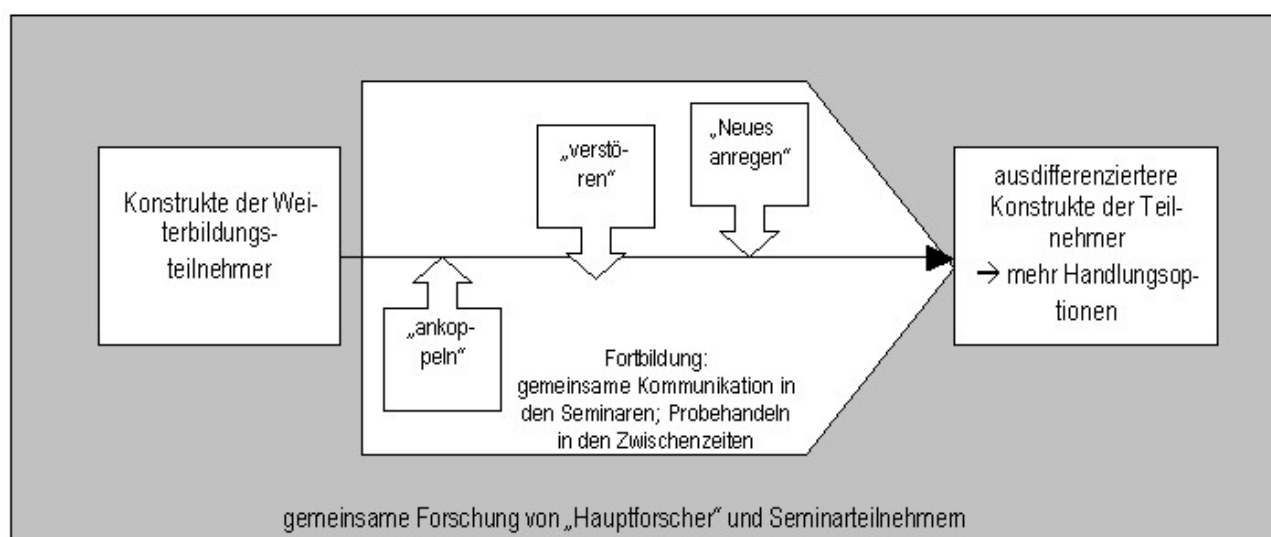 Konstrukte der Wei-
terbildungs-
teilnehmer
„ankop-
peln“
„verstö-
ren“
„Neues
anregen“
Fortbildung:
gemeinsame Kommunikation in
den Seminaren; Probehandeln
in den Zwischenzeiten
ausdifferenziertere
Konstrukte der Teil-
nehmer
→ mehr Handlungsop-
tionen
gemeinsame Forschung von „Hauptforscher“ und Seminarteilnehmern